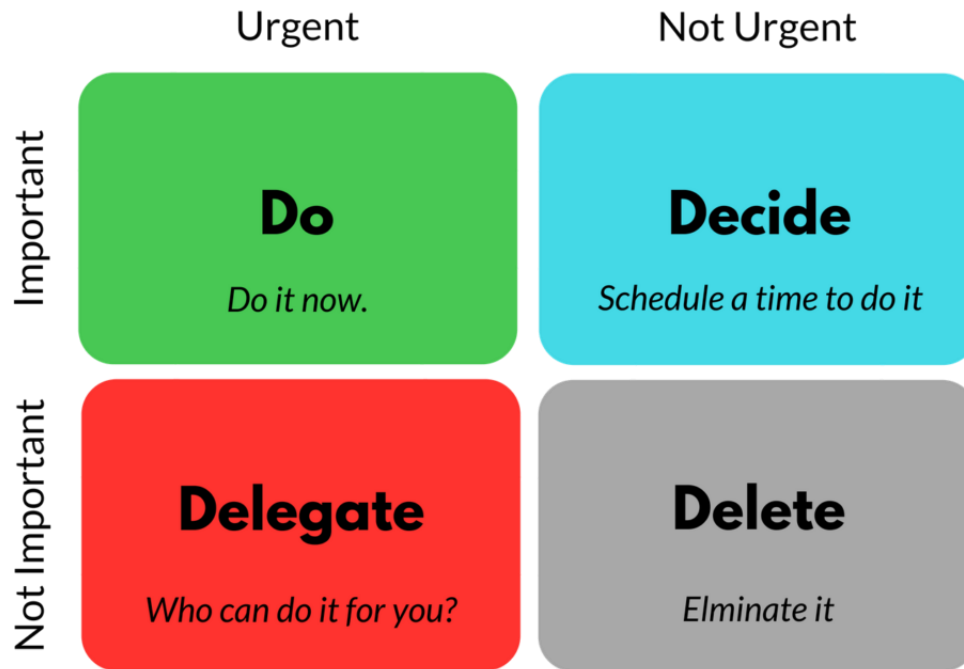 Urgent
Not Urgent
Important
Do
Do it now.
Decide
Schedule a time to do it
Not Important
Delegate
Who can do it for you?
Delete
Elminate it